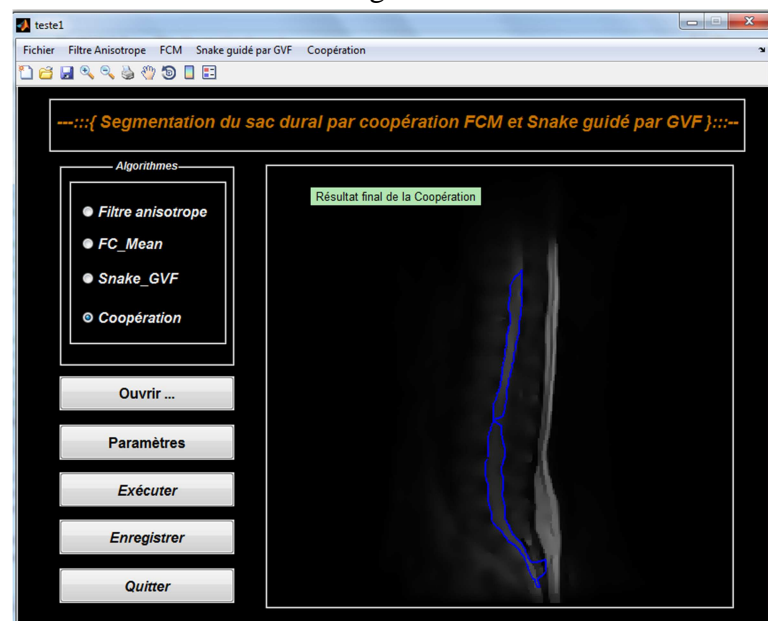 teste1
Fichier Filtre Anisotrope FCM Snake guidé par GVF Coopération
---:::{ Segmentation du sac dural par coopération FCM et Snake guidé par GVF }:::--
Algorithmes
Filtre anisotrope
FC_Mean
Snake_GVF
Coopération
Ouvrir ...
Paramètres
Exécuter
Enregistrer
Quitter
Résultat final de la Coopération